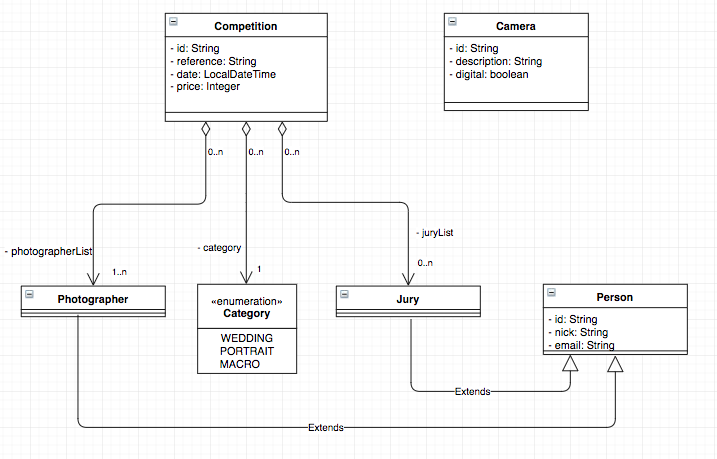 Competition
- id: String
- reference: String
- date: LocalDateTime
- price: Integer
Camera
- id: String
- description: String
- digital: boolean
0..n
0..n
0..n
- photographerList
1..n
- category
1
- juryList
0..n
Photographer
«enumeration»
Category
WEDDING
PORTRAIT
MACRO
Jury
Person
- id: String
- nick: String
- email: String
Extends
Extends